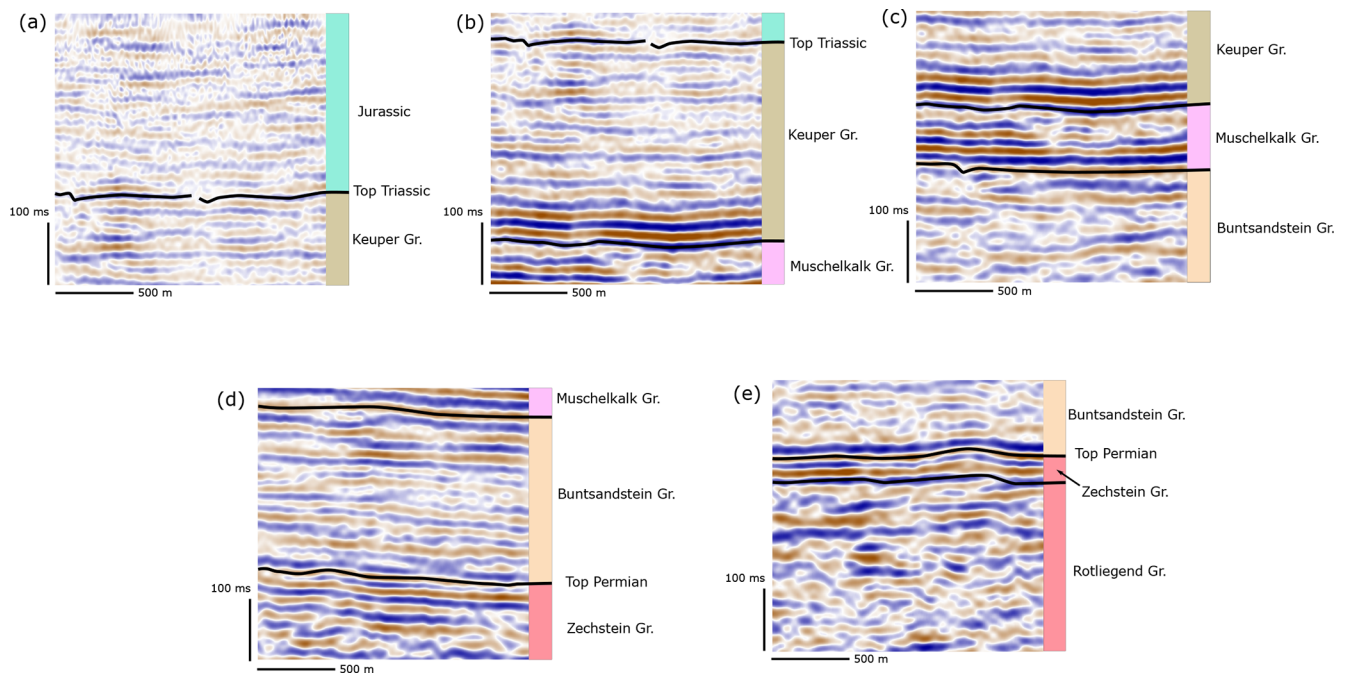 (a)
Jurassic
Top Triassic
100 ms
Keuper Gr.
500 m
(b)
Top Triassic
Keuper Gr.
100 ms
Muschelkalk Gr.
500 m
(c)
Keuper Gr.
Muschelkalk Gr.
100 ms
Buntsandstein Gr.
500 m
(d)
Muschelkalk Gr.
Buntsandstein Gr.
Top Permian
100 ms
Zechstein Gr.
500 m
(e)
Buntsandstein Gr.
Top Permian
Zechstein Gr.
Rotliegend Gr.
100 ms
500 m